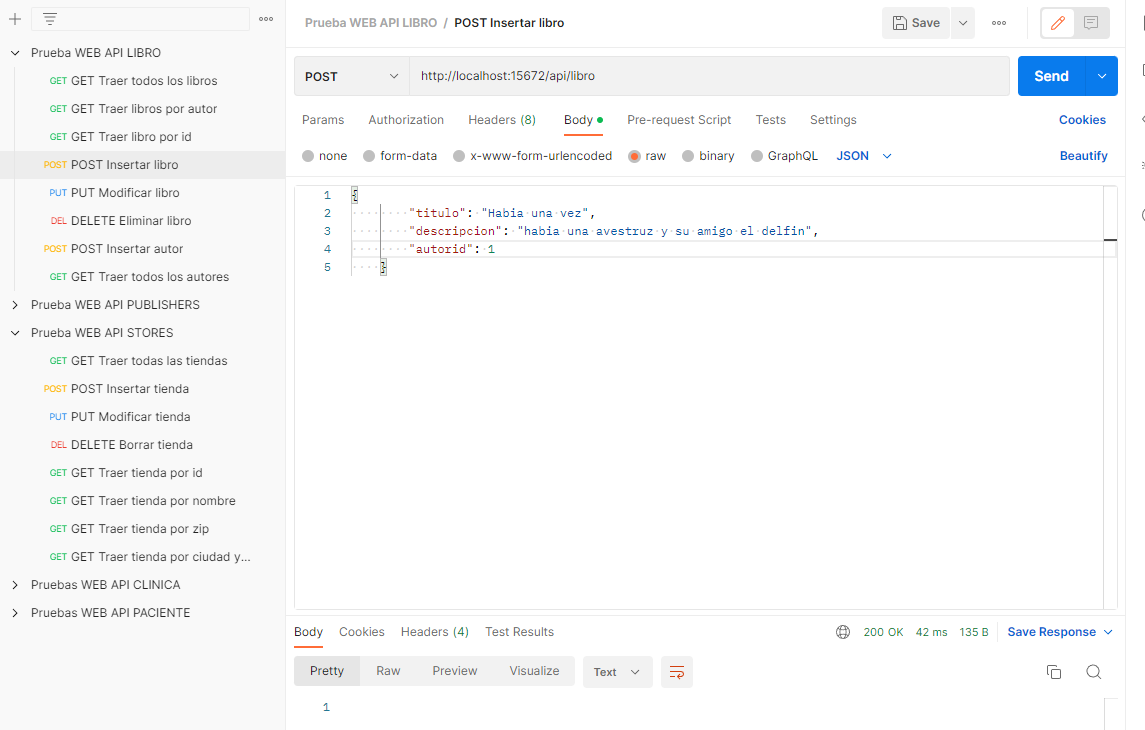 Prueba WEB API LIBRO / POST Insertar libro
Save
Prueba WEB API LIBRO
GET GET Traer todos los libros
GET GET Traer libros por autor
GET GET Traer libro por id
POST POST Insertar libro
PUT PUT Modificar libro
DEL DELETE Eliminar libro
POST POST Insertar autor
GET GET Traer todos los autores
Prueba WEB API PUBLISHERS
Prueba WEB API STORES
GET GET Traer todas las tiendas
POST POST Insertar tienda
PUT PUT Modificar tienda
DEL DELETE Borrar tienda
GET GET Traer tienda por id
GET GET Traer tienda por nombre
GET GET Traer tienda por zip
GET GET Traer tienda por ciudad y...
Pruebas WEB API CLINICA
Pruebas WEB API PACIENTE
POST http://localhost:15672/api/libro Send
Params Authorization Headers (8) Body Pre-request Script Tests Settings Cookies
none form-data x-www-form-urlencoded raw binary GraphQL JSON Beautify
1 {
2 "titulo": "Habia una vez",
3 "descripcion": "habia una avestruz y su amigo el delfin",
4 "autorid": 1
5 }
Body Cookies Headers (4) Test Results 200 OK 42 ms 135 B Save Response
Pretty Raw Preview Visualize Text
1